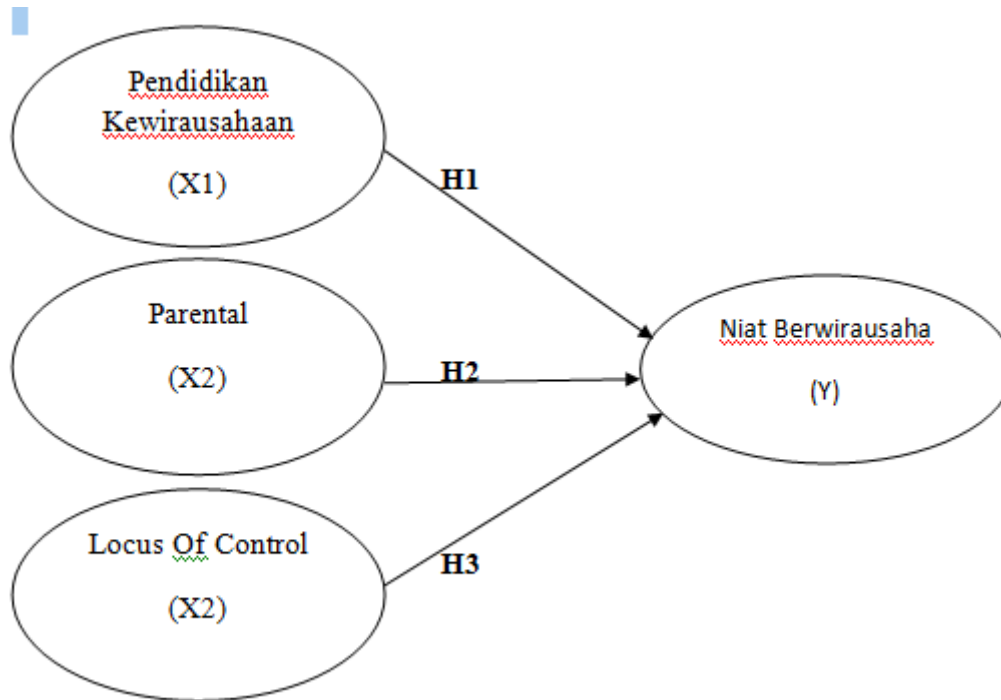 Pendidikan
Kewirausahaan
(X1)
H1
Parental
(X2)
H2
Niat Berwirausaha
(Y)
Locus Of Control
(X2)
H3